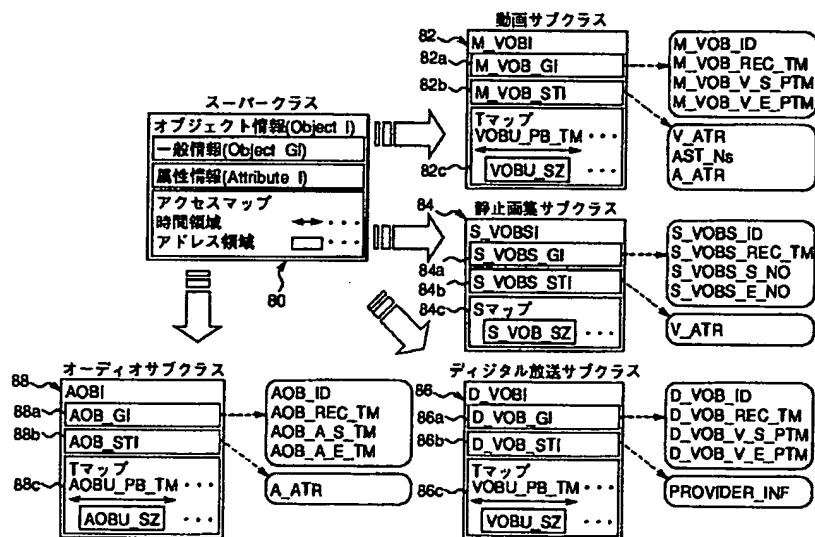 スーパークラス
オブジェクト情報(Object I)
一般情報(Object GI)
属性情報(Attribute I)
アクセスマップ
時間領域 ・・・
アドレス領域 ・・・
80
動画サブクラス
82
M_VOBI
82a
M_VOB_GI
82b
M_VOB_STI
Tマップ
VOBU_PB_TM・・・
82c
VOBU_SZ ・・・
M_VOB_ID
M_VOB_REC_TM
M_VOB_V_S_PTM
M_VOB_V_E_PTM
V_ATR
AST_Ns
A_ATR
静止画集サブクラス
84
S_VOBSI
S_VOBS_GI
84a
S_VOBS_STI
84b
84c
Sマップ
S_VOB_SZ ・・・
S_VOBS_ID
S_VOBS_REC_TM
S_VOBS_S_NO
S_VOBS_E_NO
V_ATR
オーディオサブクラス
88
AOBI
88a
AOB_GI
88b
AOB_STI
Tマップ
AOBU_PB_TM・・・
88c
AOBU_SZ ・・・
AOB_ID
AOB_REC_TM
AOB_A_S_TM
AOB_A_E_TM
A_ATR
ディジタル放送サブクラス
86
D_VOBI
86a
D_VOB_GI
86b
D_VOB_STI
Tマップ
VOBU_PB_TM・・・
86c
VOBU_SZ ・・・
D_VOB_ID
D_VOB_REC_TM
D_VOB_V_S_PTM
D_VOB_V_E_PTM
PROVIDER_INF